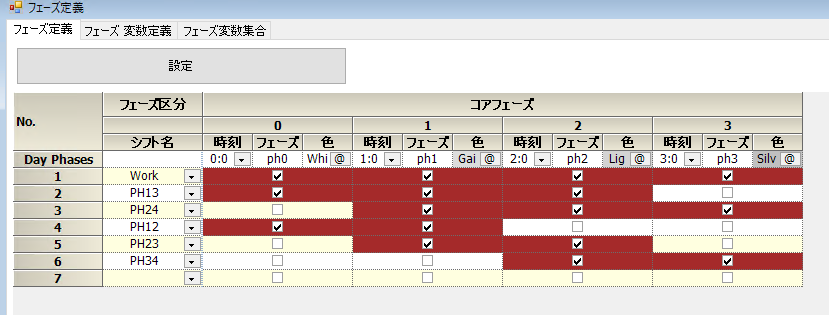 フェーズ定義
フェーズ定義 フェーズ 変数定義 フェーズ変数集合
設定
No. フェーズ区分 コアフェーズ
0 1 2 3
シフト名 時刻 フェーズ 色 時刻 フェーズ 色 時刻 フェーズ 色 時刻 フェーズ 色
Day Phases 0:0 ph0 Whi @ 1:0 ph1 Gai @ 2:0 ph2 Lig @ 3:0 ph3 Silv @
1 Work
2 PH13
3 PH24
4 PH12
5 PH23
6 PH34
7